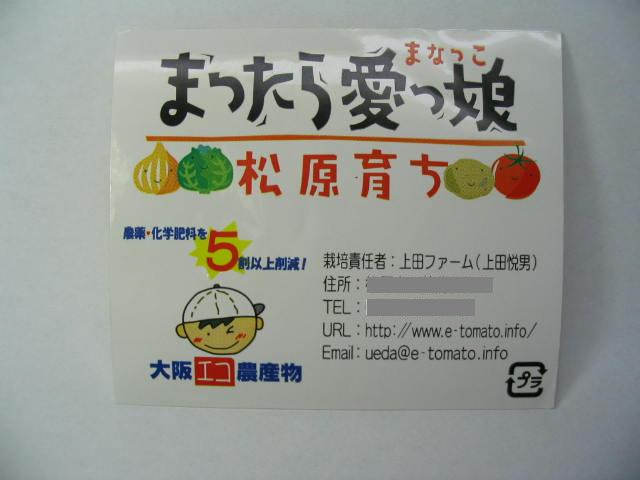 まなっこ
まったら愛っ娘
松原育ち
農薬・化学肥料を
5割以上削減!
大阪エコ農産物
栽培責任者：上田ファーム(上田悦男)
住所：
TEL：
URL：http://www.e-tomato.info/
Email：ueda@e-tomato.info
プラ